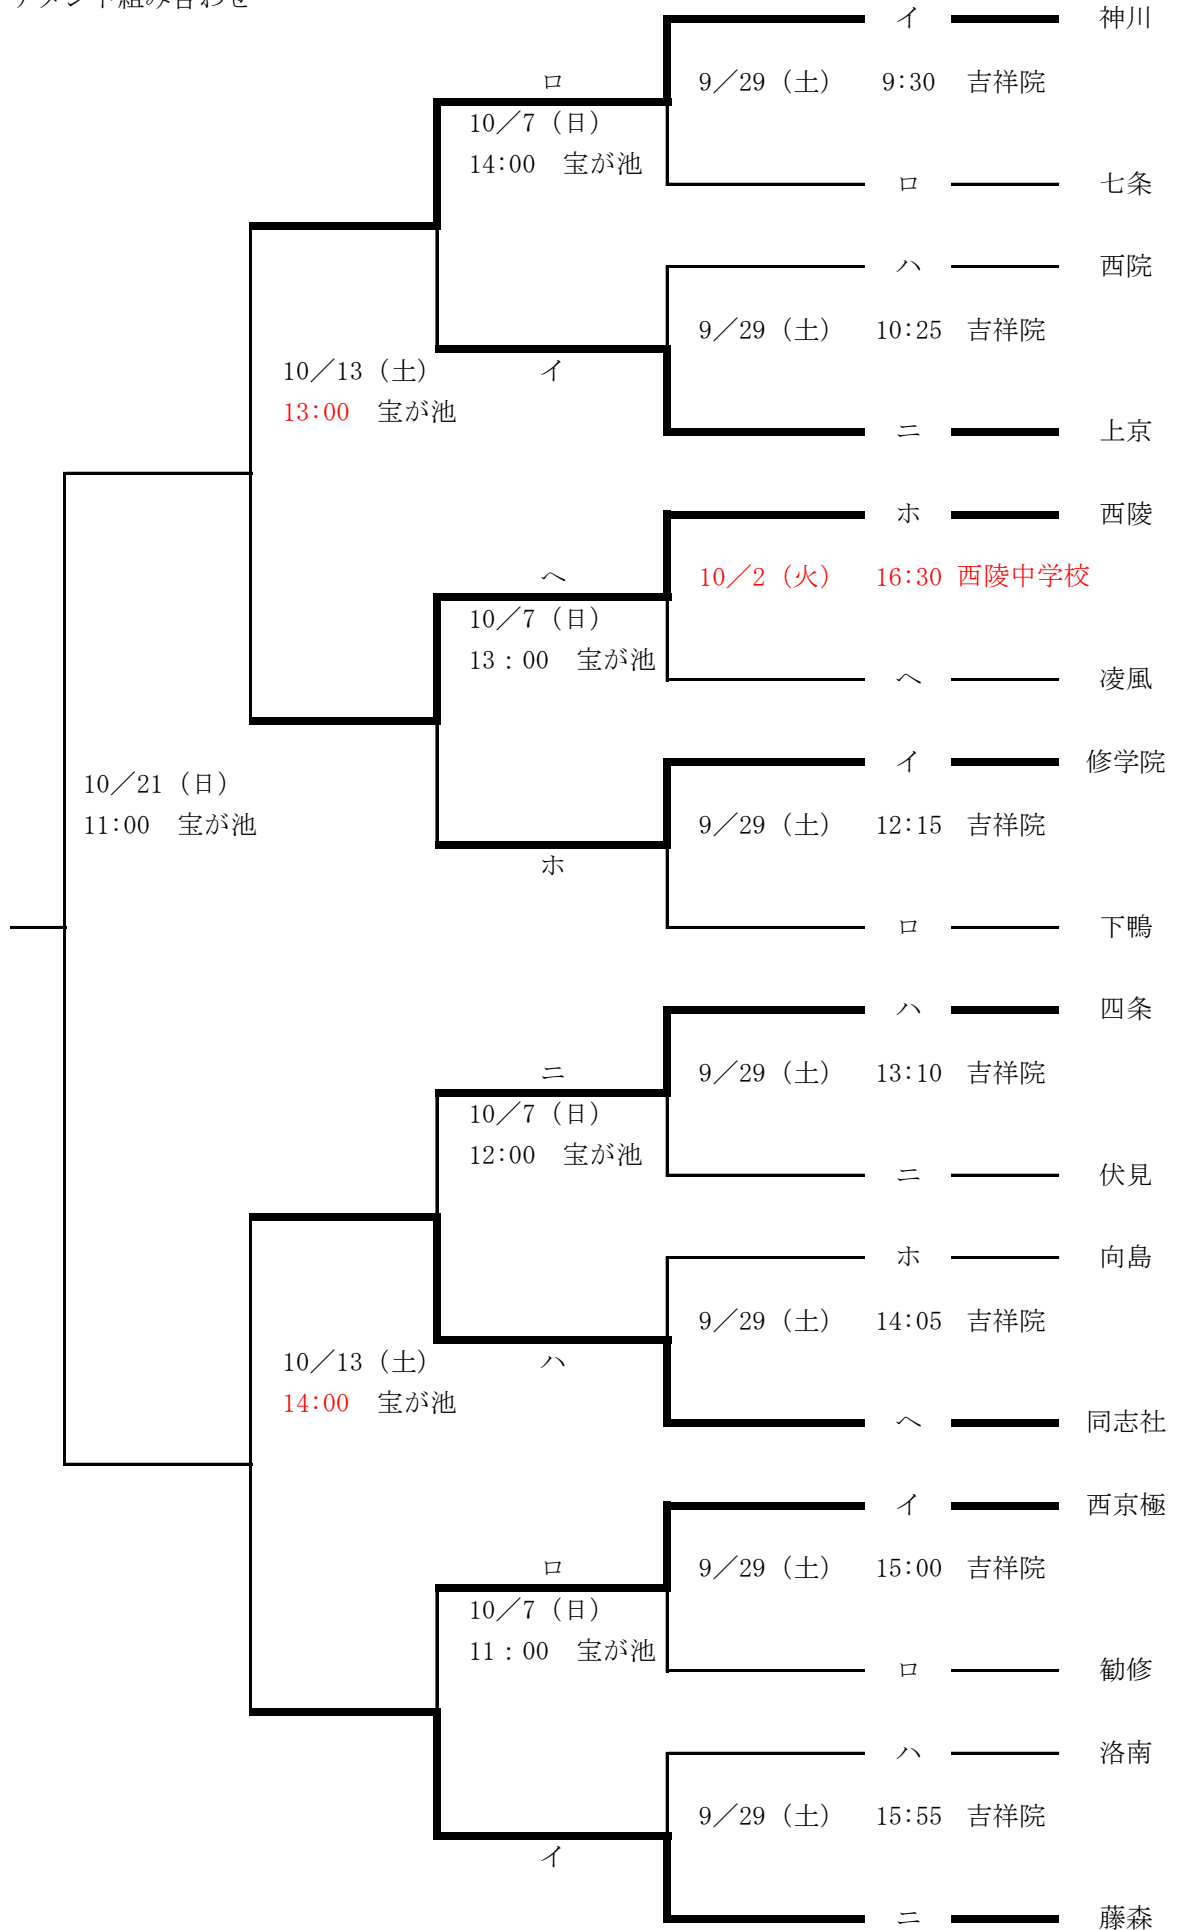 ナメント組み合わせ
イ 神川
9／29（土） 9:30 吉祥院
ロ
10／7（日）
14:00 宝が池
ロ 七条
ハ 西院
9／29（土） 10:25 吉祥院
イ
10／13（土）
13:00 宝が池
ニ 上京
ホ 西陵
10／2（火） 16:30 西陵中学校
ヘ
10／7（日）
13：00 宝が池
ヘ 凌風
イ 修学院
10／21（日）
11:00 宝が池
9／29（土） 12:15 吉祥院
ホ
ロ 下鴨
ハ 四条
9／29（土） 13:10 吉祥院
ニ
10／7（日）
12:00 宝が池
ニ 伏見
ホ 向島
9／29（土） 14:05 吉祥院
ハ
10／13（土）
14:00 宝が池
ヘ 同志社
イ 西京極
9／29（土） 15:00 吉祥院
ロ
10／7（日）
11：00 宝が池
ロ 勧修
ハ 洛南
9／29（土） 15:55 吉祥院
イ
ニ 藤森